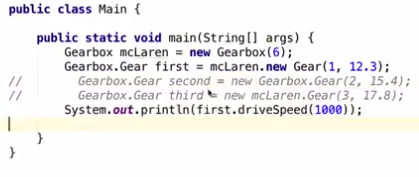 public class Main {
public static void main(String[] args) {
Gearbox mcLaren = new Gearbox(6);
Gearbox.Gear first = mcLaren.new Gear(1, 12.3);
// Gearbox.Gear second = new Gearbox.Gear(2, 15.4);
// Gearbox.Gear third = new mcLaren.Gear(3, 17.8);
System.out.println(first.driveSpeed(1000));
}
}